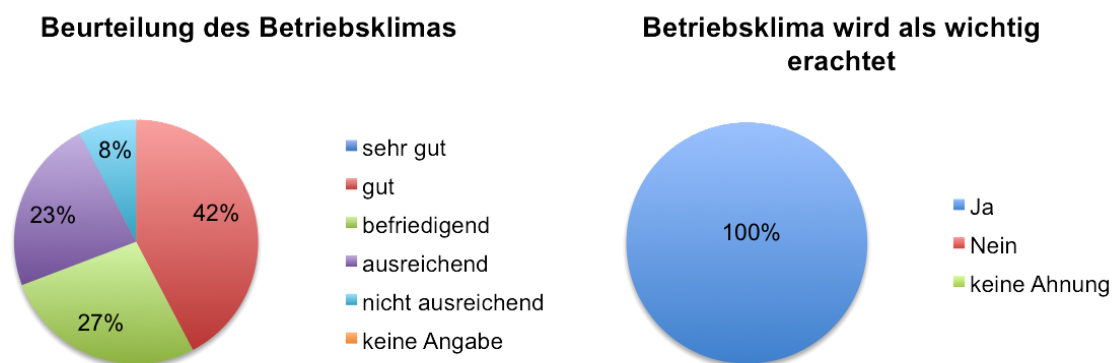 Beurteilung des Betriebsklimas
8%
23%
42%
27%
sehr gut
gut
befriedigend
ausreichend
nicht ausreichend
keine Angabe
Betriebsklima wird als wichtig
erachtet
100%
Ja
Nein
keine Ahnung